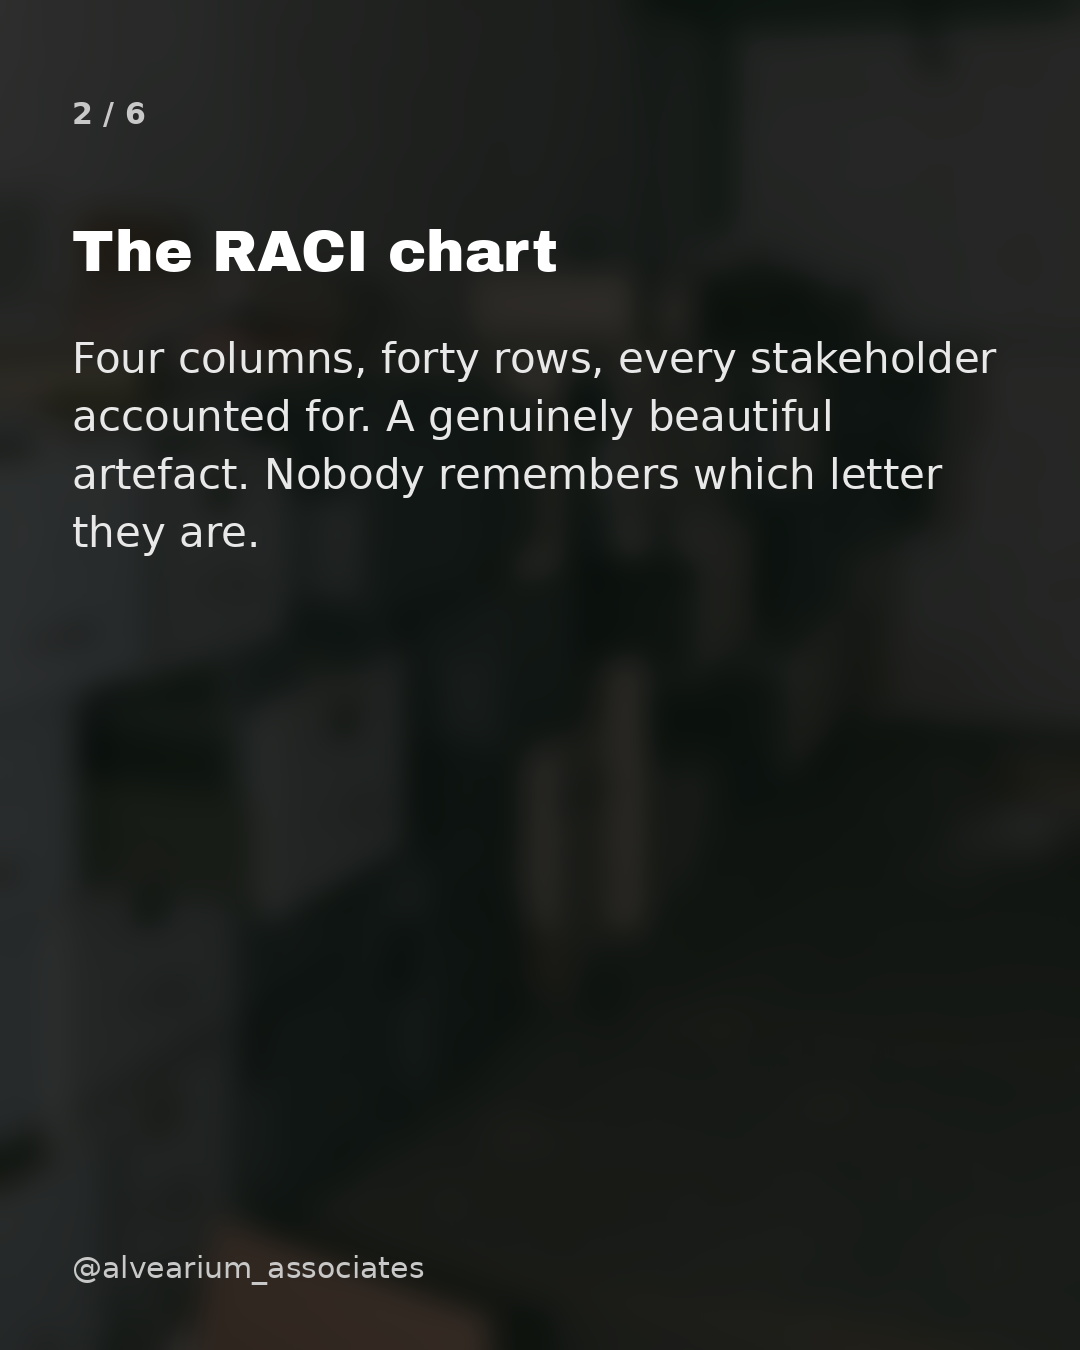 2 / 6
The RACI chart
Four columns, forty rows, every stakeholder
accounted for. A genuinely beautiful
artefact. Nobody remembers which letter
they are.
@alvearium_associates